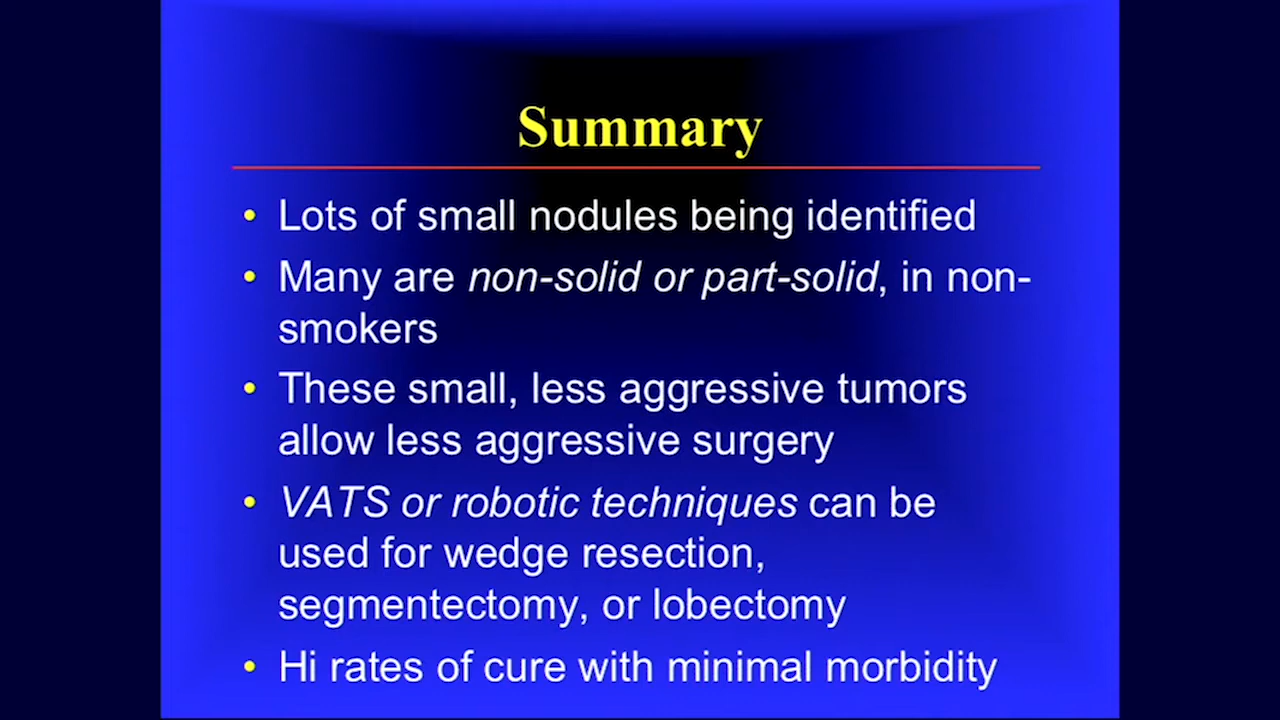 Summary
• Lots of small nodules being identified
• Many are non-solid or part-solid, in non-
smokers
• These small, less aggressive tumors
allow less aggressive surgery
• VATS or robotic techniques can be
used for wedge resection,
segmentectomy, or lobectomy
• Hi rates of cure with minimal morbidity